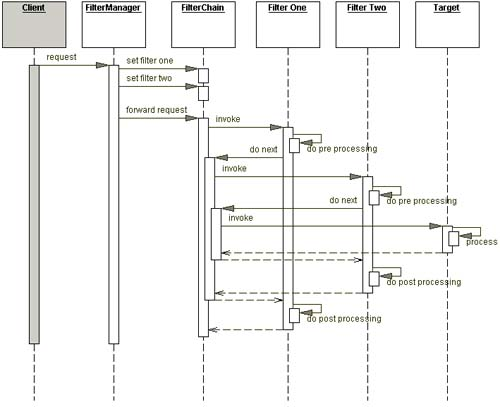 Client FilterManager FilterChain Filter One Filter Two Target
request
set filter one
set filter two
forward request
invoke
do pre processing
do next
invoke
do pre processing
do next
invoke
process
do post processing
do post processing